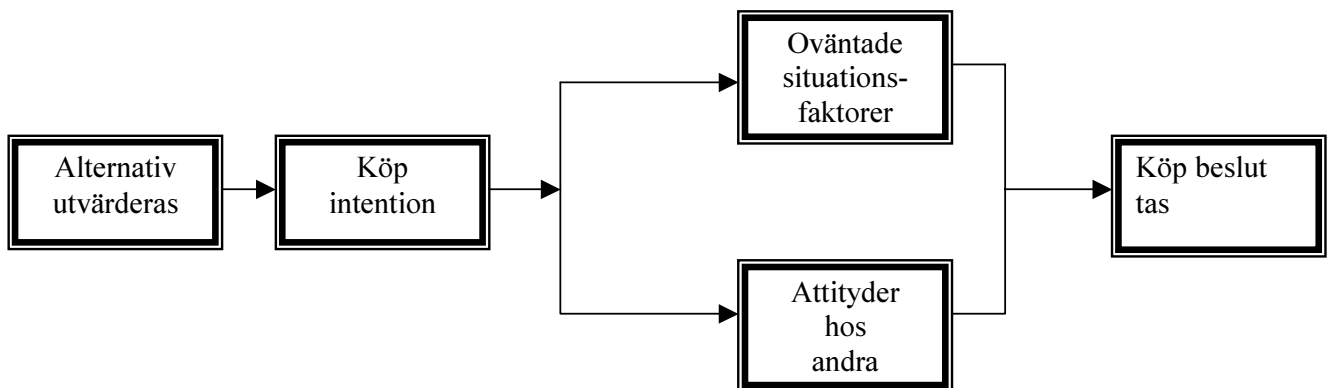 Alternativ
utvärderas
Köp
intention
Oväntade
situations-
faktorer
Attityder
hos
andra
Köp beslut
tas